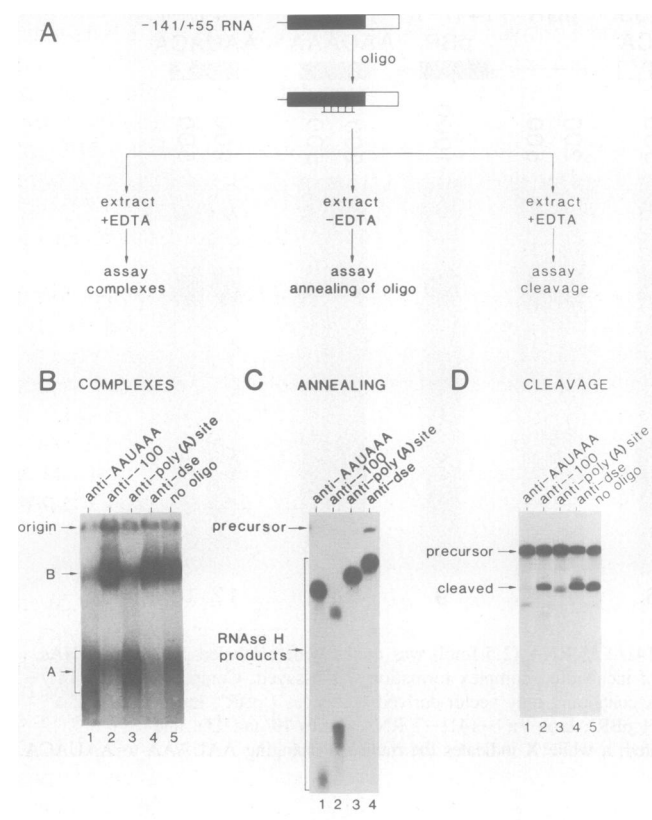 A
-141/+55 RNA
oligo
extract +EDTA
extract -EDTA
extract +EDTA
assay complexes
assay annealing of oligo
assay cleavage
B COMPLEXES
anti-AAUAAA
anti--100
anti-poly(A) site
anti-dse
no oligo
origin
B
A
1 2 3 4 5
C ANNEALING
anti-AAUAAA
anti--100
anti-poly(A) site
anti-dse
precursor
RNAse H
products
1 2 3 4
D CLEAVAGE
anti-AAUAAA
anti--100
anti-poly(A) site
anti-dse
no oligo
precursor
cleaved
1 2 3 4 5